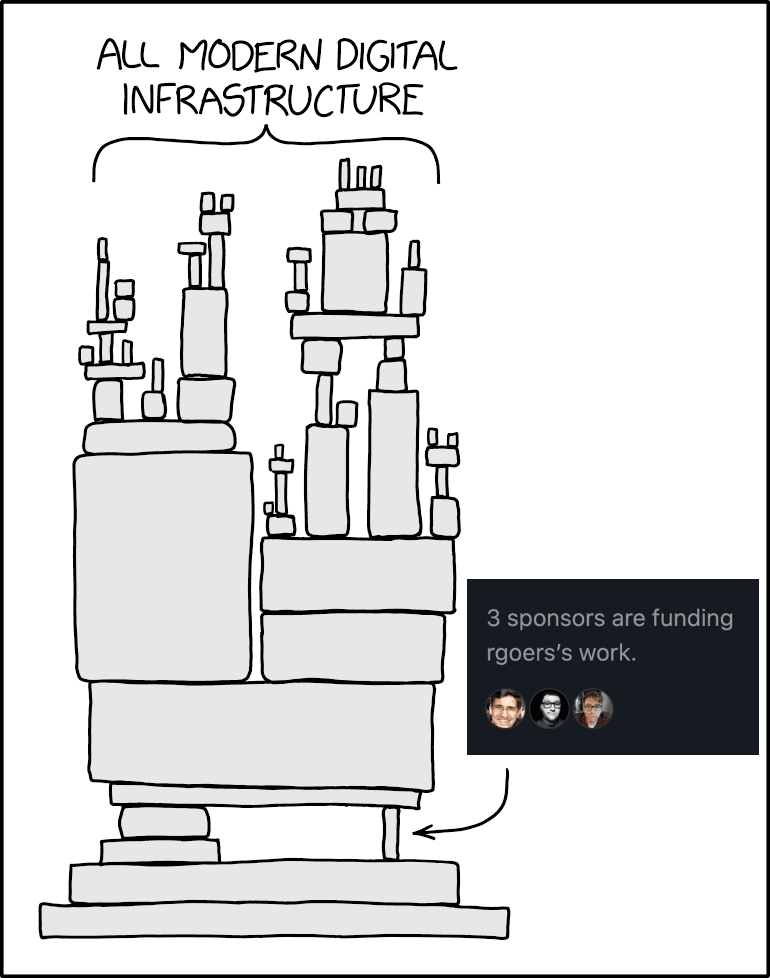 ALL MODERN DIGITAL
INFRASTRUCTURE
3 sponsors are funding
rgoers's work.